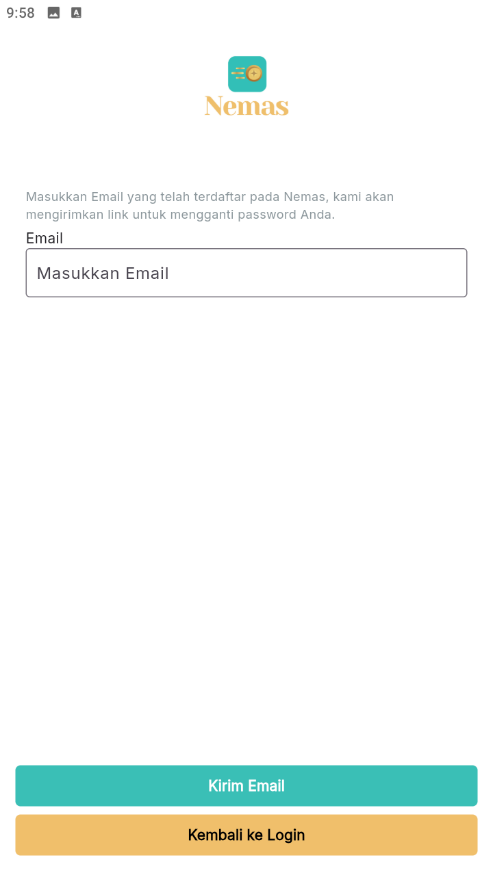 9:58
Nemas
Masukkan Email yang telah terdaftar pada Nemas, kami akan
mengirimkan link untuk mengganti password Anda.
Email
Masukkan Email
Kirim Email
Kembali ke Login